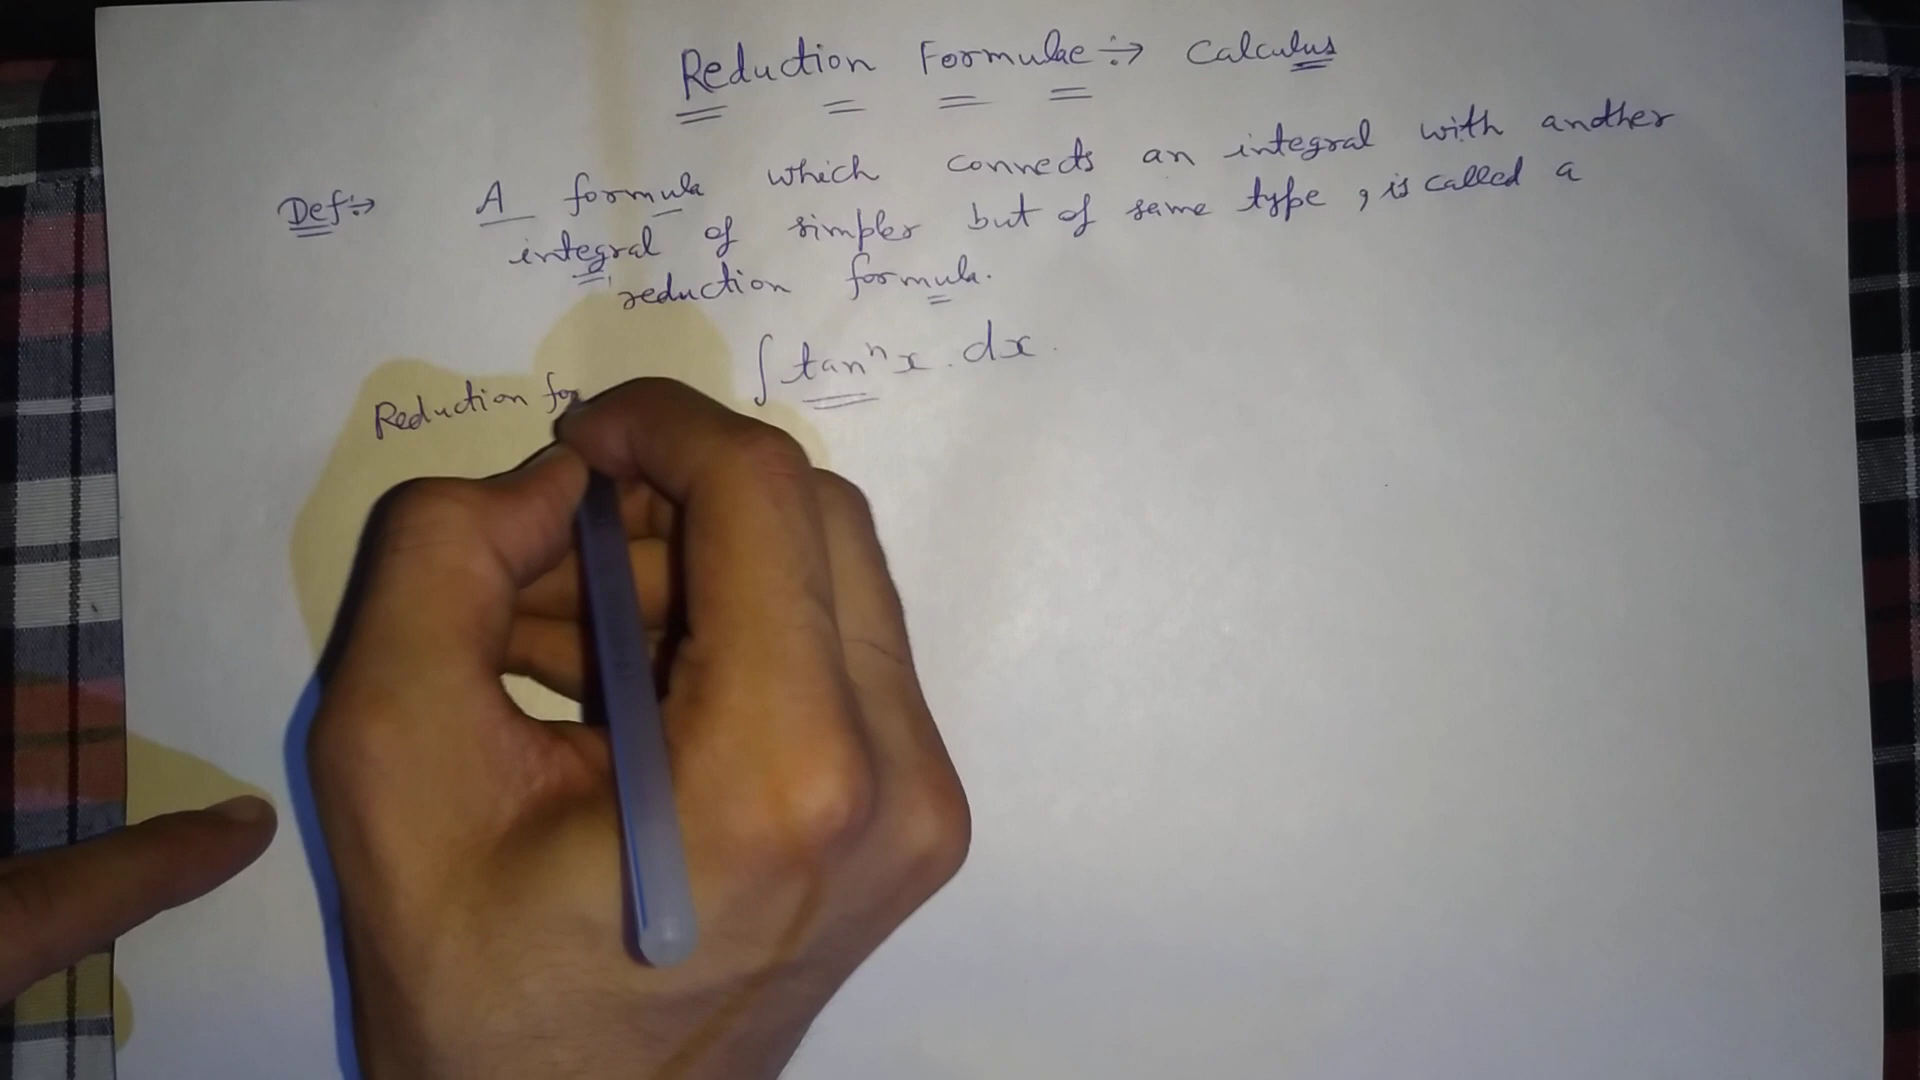 Reduction Formulae :→ Calculus
Def :→ A formula which connects an integral with another
integral of simpler but of same type, is called a
reduction formula.
∫ tanⁿx . dx .
Reduction for